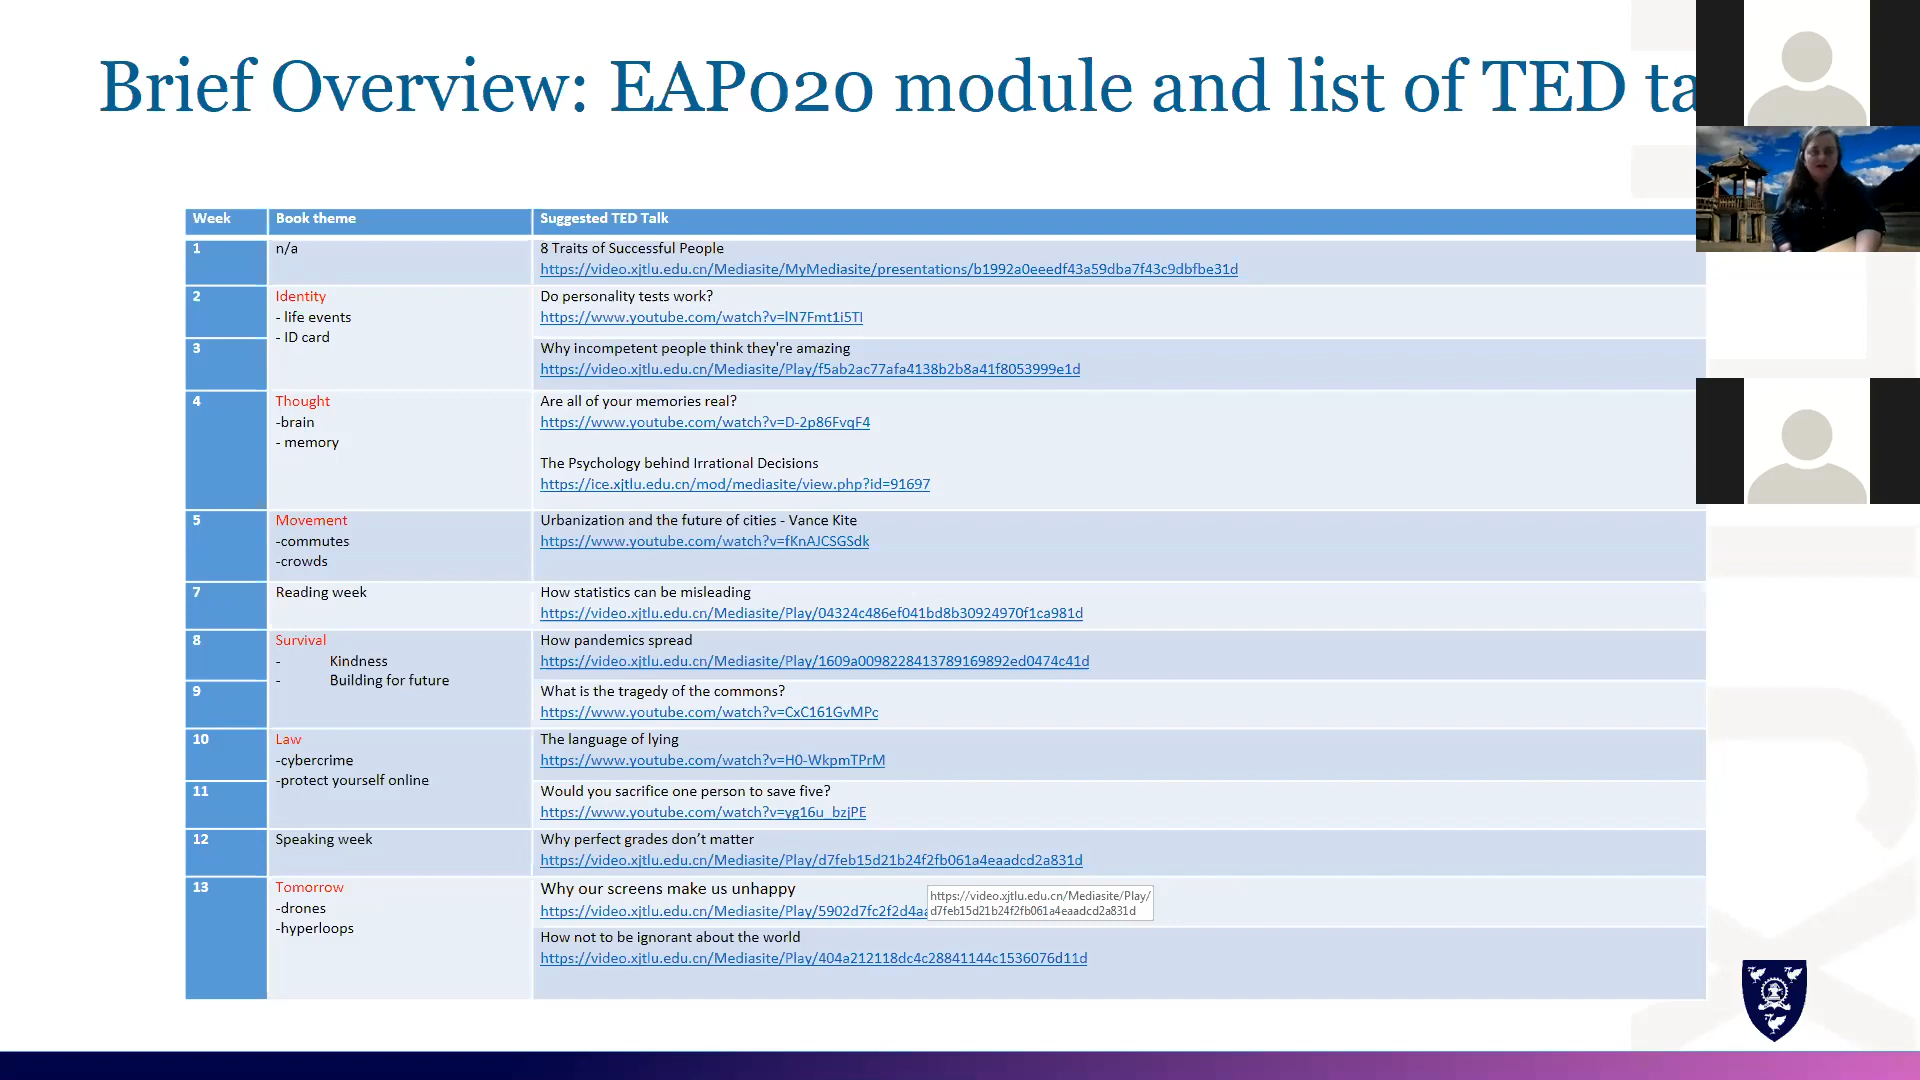 Brief Overview: EAP020 module and list of TED ta
Week Book theme Suggested TED Talk
1 n/a 8 Traits of Successful People
https://video.xjtlu.edu.cn/Mediasite/MyMediasite/presentations/b1992a0eeedf43a59dba7f43c9dbfbe31d
2 Identity Do personality tests work?
- life events https://www.youtube.com/watch?v=lN7Fmt1i5TI
- ID card
3 Why incompetent people think they're amazing
https://video.xjtlu.edu.cn/Mediasite/Play/f5ab2ac77afa4138b2b8a41f8053999e1d
4 Thought Are all of your memories real?
-brain https://www.youtube.com/watch?v=D-2p86FvqF4
- memory
The Psychology behind Irrational Decisions
https://ice.xjtlu.edu.cn/mod/mediasite/view.php?id=91697
5 Movement Urbanization and the future of cities - Vance Kite
-commutes https://www.youtube.com/watch?v=fKnAJCSGSdk
-crowds
7 Reading week How statistics can be misleading
https://video.xjtlu.edu.cn/Mediasite/Play/04324c486ef041bd8b30924970f1ca981d
8 Survival How pandemics spread
- Kindness https://video.xjtlu.edu.cn/Mediasite/Play/1609a0098228413789169892ed0474c41d
- Building for future
9 What is the tragedy of the commons?
https://www.youtube.com/watch?v=CxC161GvMPc
10 Law The language of lying
-cybercrime https://www.youtube.com/watch?v=H0-WkpmTPrM
-protect yourself online
11 Would you sacrifice one person to save five?
https://www.youtube.com/watch?v=yg16u_bzjPE
12 Speaking week Why perfect grades don’t matter
https://video.xjtlu.edu.cn/Mediasite/Play/d7feb15d21b24f2fb061a4eaadcd2a831d
13 Tomorrow Why our screens make us unhappy
-drones https://video.xjtlu.edu.cn/Mediasite/Play/5902d7fc2f2d4aa
https://video.xjtlu.edu.cn/Mediasite/Play/
d7feb15d21b24f2fb061a4eaadcd2a831d
-hyperloops How not to be ignorant about the world
https://video.xjtlu.edu.cn/Mediasite/Play/404a212118dc4c28841144c1536076d11d